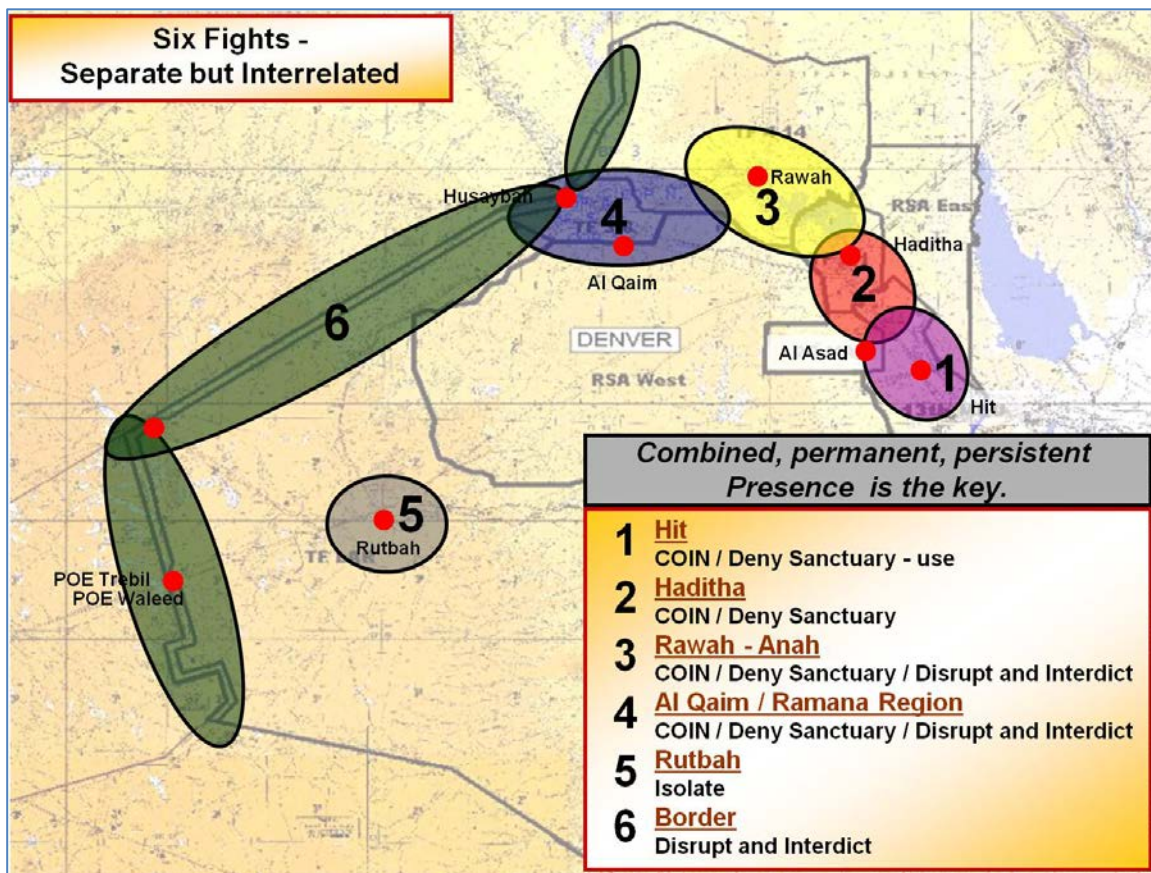 Six Fights -
Separate but Interrelated
Rawah
3
RSA East
Husaybah
4
Haditha
Al Qaim
2
6
DENVER
Al Asad
RSA West
1
Hit
5
Rutbah
POE Trebil
POE Waleed
Combined, permanent, persistent
Presence is the key.
1 Hit
COIN / Deny Sanctuary - use
2 Haditha
COIN / Deny Sanctuary
3 Rawah - Anah
COIN / Deny Sanctuary / Disrupt and Interdict
4 Al Qaim / Ramana Region
COIN / Deny Sanctuary / Disrupt and Interdict
5 Rutbah
Isolate
6 Border
Disrupt and Interdict